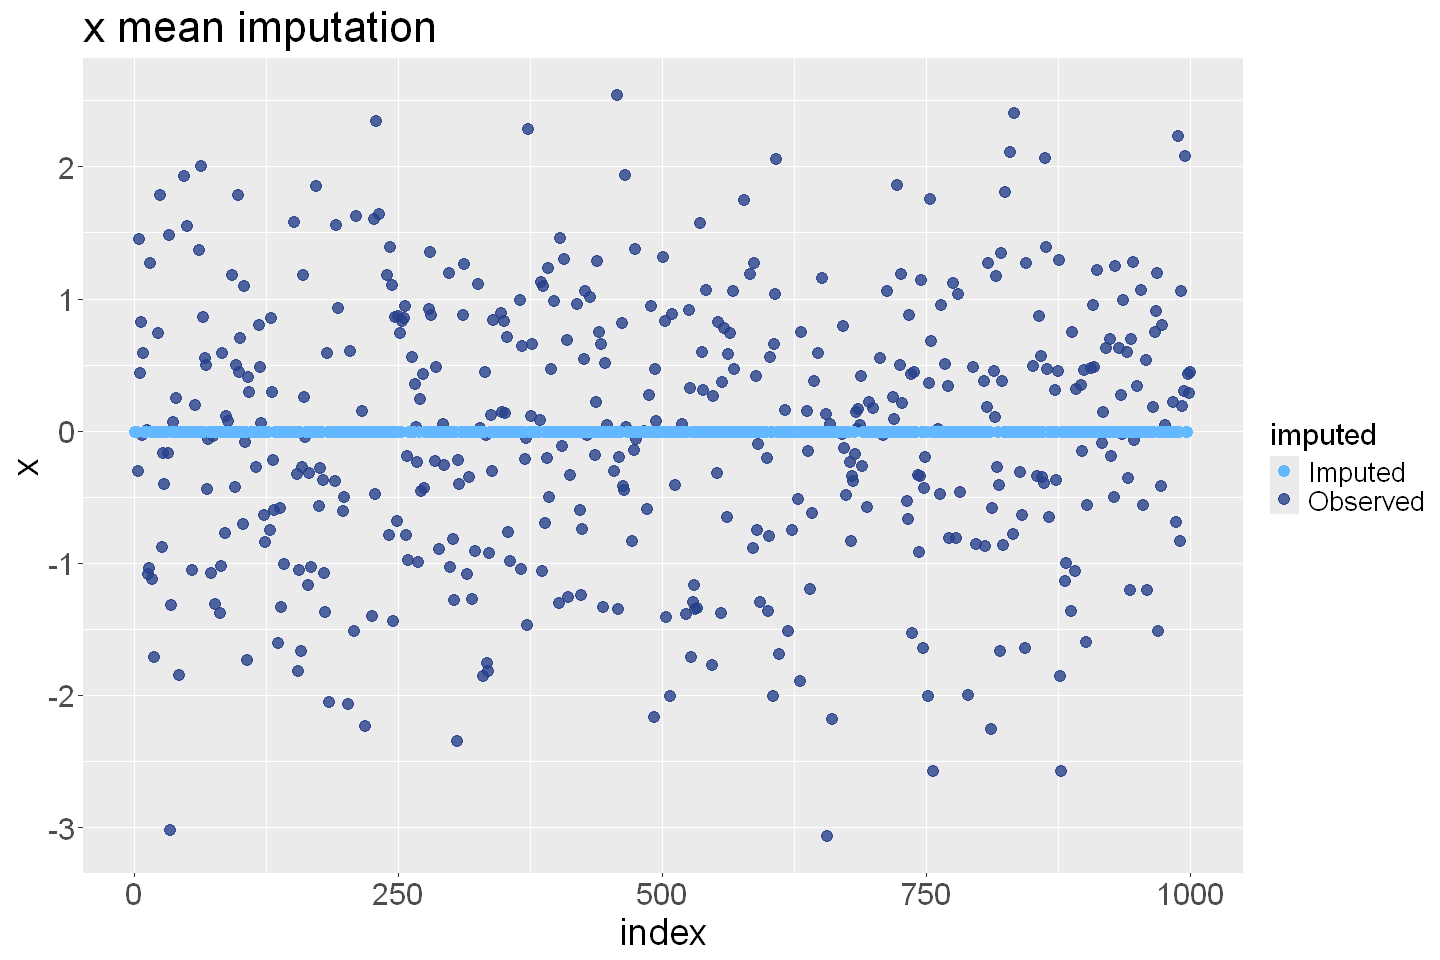 x mean imputation
x
2
1
0
-1
-2
-3
0 250 500 750 1000
index
imputed
Imputed
Observed